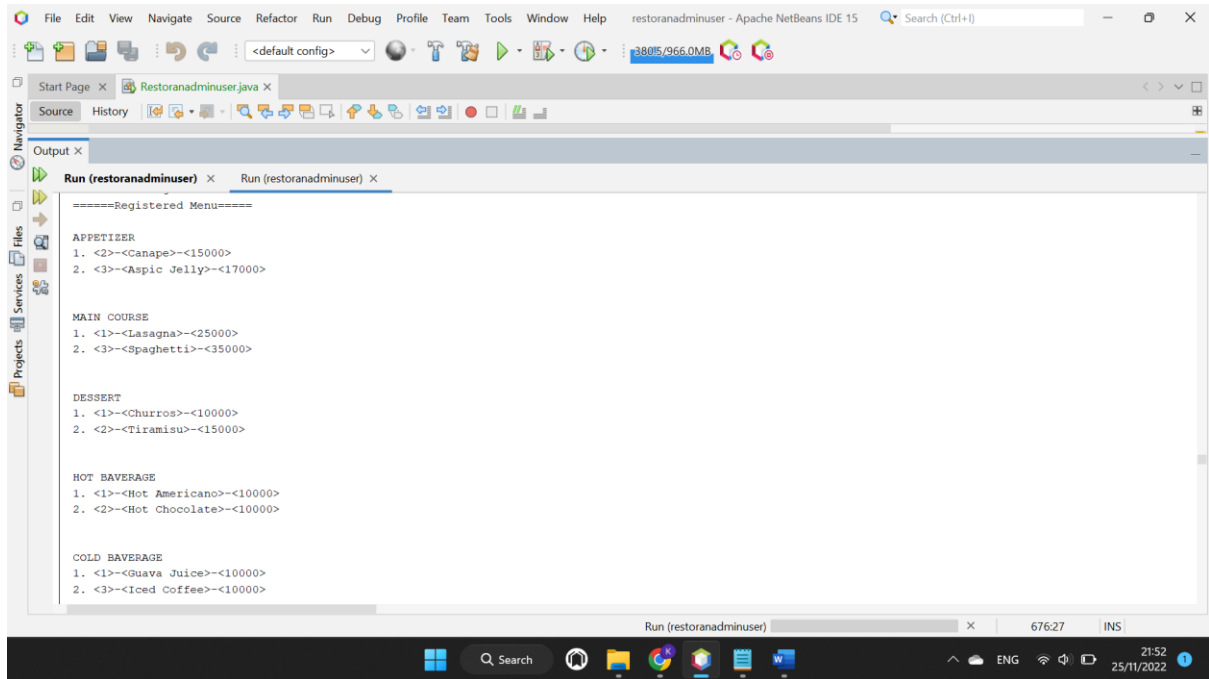 File Edit View Navigate Source Refactor Run Debug Profile Team Tools Window Help restoranadminuser - Apache NetBeans IDE 15 Search (Ctrl+I)
<default config> 380.5/966.0MB
Start Page Restoranadminuser.java
Source History
Navigator
Output
Run (restoranadminuser) Run (restoranadminuser)
Files
Services
Projects
======Registered Menu=====
APPETIZER
1. <2>-<Canape>-<15000>
2. <3>-<Aspic Jelly>-<17000>
MAIN COURSE
1. <1>-<Lasagna>-<25000>
2. <3>-<Spaghetti>-<35000>
DESSERT
1. <1>-<Churros>-<10000>
2. <2>-<Tiramisu>-<15000>
HOT BAVERAGE
1. <1>-<Hot Americano>-<10000>
2. <2>-<Hot Chocolate>-<10000>
COLD BAVERAGE
1. <1>-<Guava Juice>-<10000>
2. <3>-<Iced Coffee>-<10000>
Run (restoranadminuser) 676:27 INS
Search ENG 21:52
25/11/2022 1